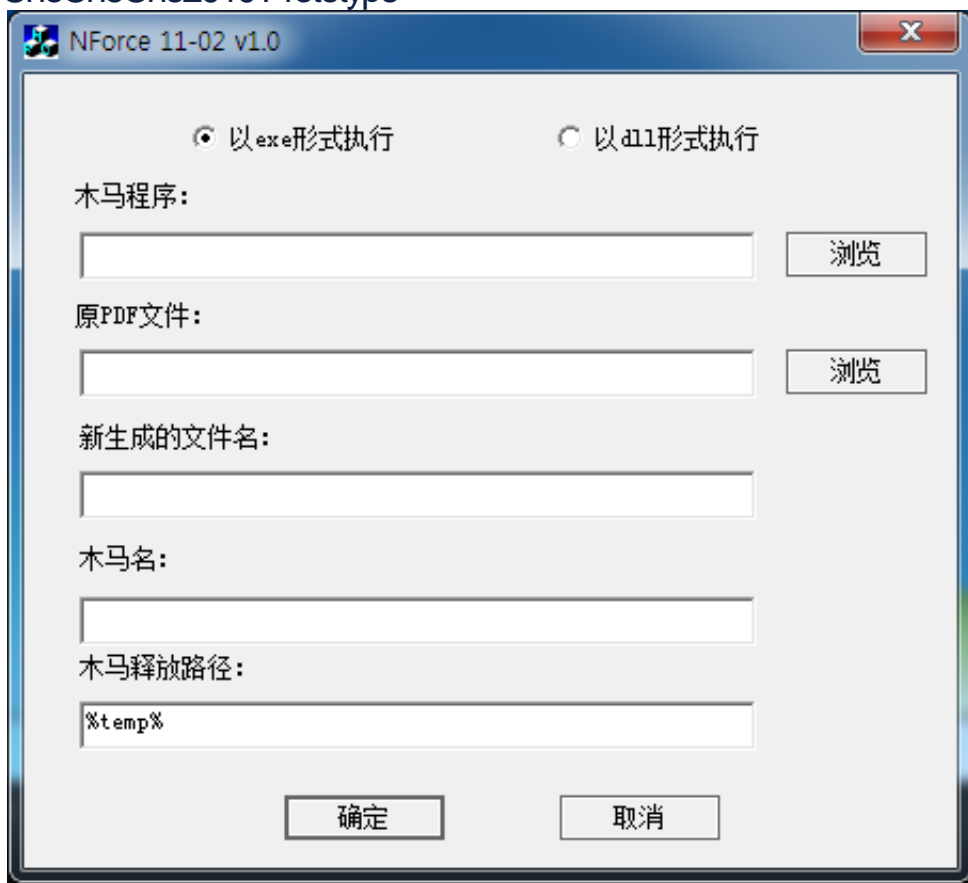 NForce 11-02 v1.0
以exe形式执行 以dll形式执行
木马程序:
浏览
原PDF文件:
浏览
新生成的文件名:
木马名:
木马释放路径:
%temp%
确定 取消